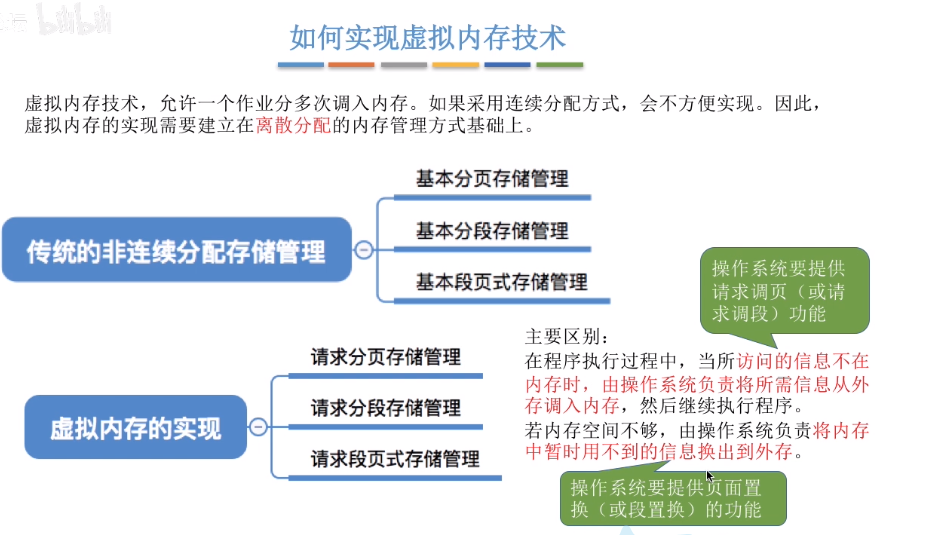 如何实现虚拟内存技术
虚拟内存技术，允许一个作业分多次调入内存。如果采用连续分配方式，会不方便实现。因此，
虚拟内存的实现需要建立在离散分配的内存管理方式基础上。
基本分页存储管理
传统的非连续分配存储管理
基本分段存储管理
基本段页式存储管理
操作系统要提供
请求调页（或请
求调段）功能
请求分页存储管理
虚拟内存的实现
请求分段存储管理
请求段页式存储管理
主要区别：
在程序执行过程中，当所访问的信息不在
内存时，由操作系统负责将所需信息从外
存调入内存，然后继续执行程序。
若内存空间不够，由操作系统负责将内存
中暂时用不到的信息换出到外存。
操作系统要提供页面置
换（或段置换）的功能